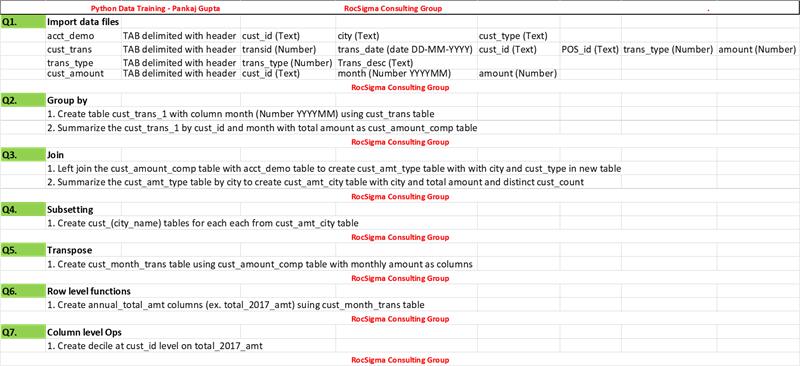 Python Data Training - Pankaj Gupta RocSigma Consulting Group .
Q1. Import data files
acct_demo TAB delimited with header cust_id (Text) city (Text) cust_type (Text)
cust_trans TAB delimited with header transid (Number) trans_date (date DD-MM-YYYY) cust_id (Text) POS_id (Text) trans_type (Number) amount (Number)
trans_type TAB delimited with header trans_type (Number) Trans_desc (Text)
cust_amount TAB delimited with header cust_id (Text) month (Number YYYYMM) amount (Number)
RocSigma Consulting Group
Q2. Group by
1. Create table cust_trans_1 with column month (Number YYYYMM) using cust_trans table
2. Summarize the cust_trans_1 by cust_id and month with total amount as cust_amount_comp table
RocSigma Consulting Group
Q3. Join
1. Left join the cust_amount_comp table with acct_demo table to create cust_amt_type table with with city and cust_type in new table
2. Summarize the cust_amt_type table by city to create cust_amt_city table with city and total amount and distinct cust_count
RocSigma Consulting Group
Q4. Subsetting
1. Create cust_(city_name) tables for each each from cust_amt_city table
RocSigma Consulting Group
Q5. Transpose
1. Create cust_month_trans table using cust_amount_comp table with monthly amount as columns
RocSigma Consulting Group
Q6. Row level functions
1. Create annual_total_amt columns (ex. total_2017_amt) suing cust_month_trans table
RocSigma Consulting Group
Q7. Column level Ops
1. Create decile at cust_id level on total_2017_amt
RocSigma Consulting Group